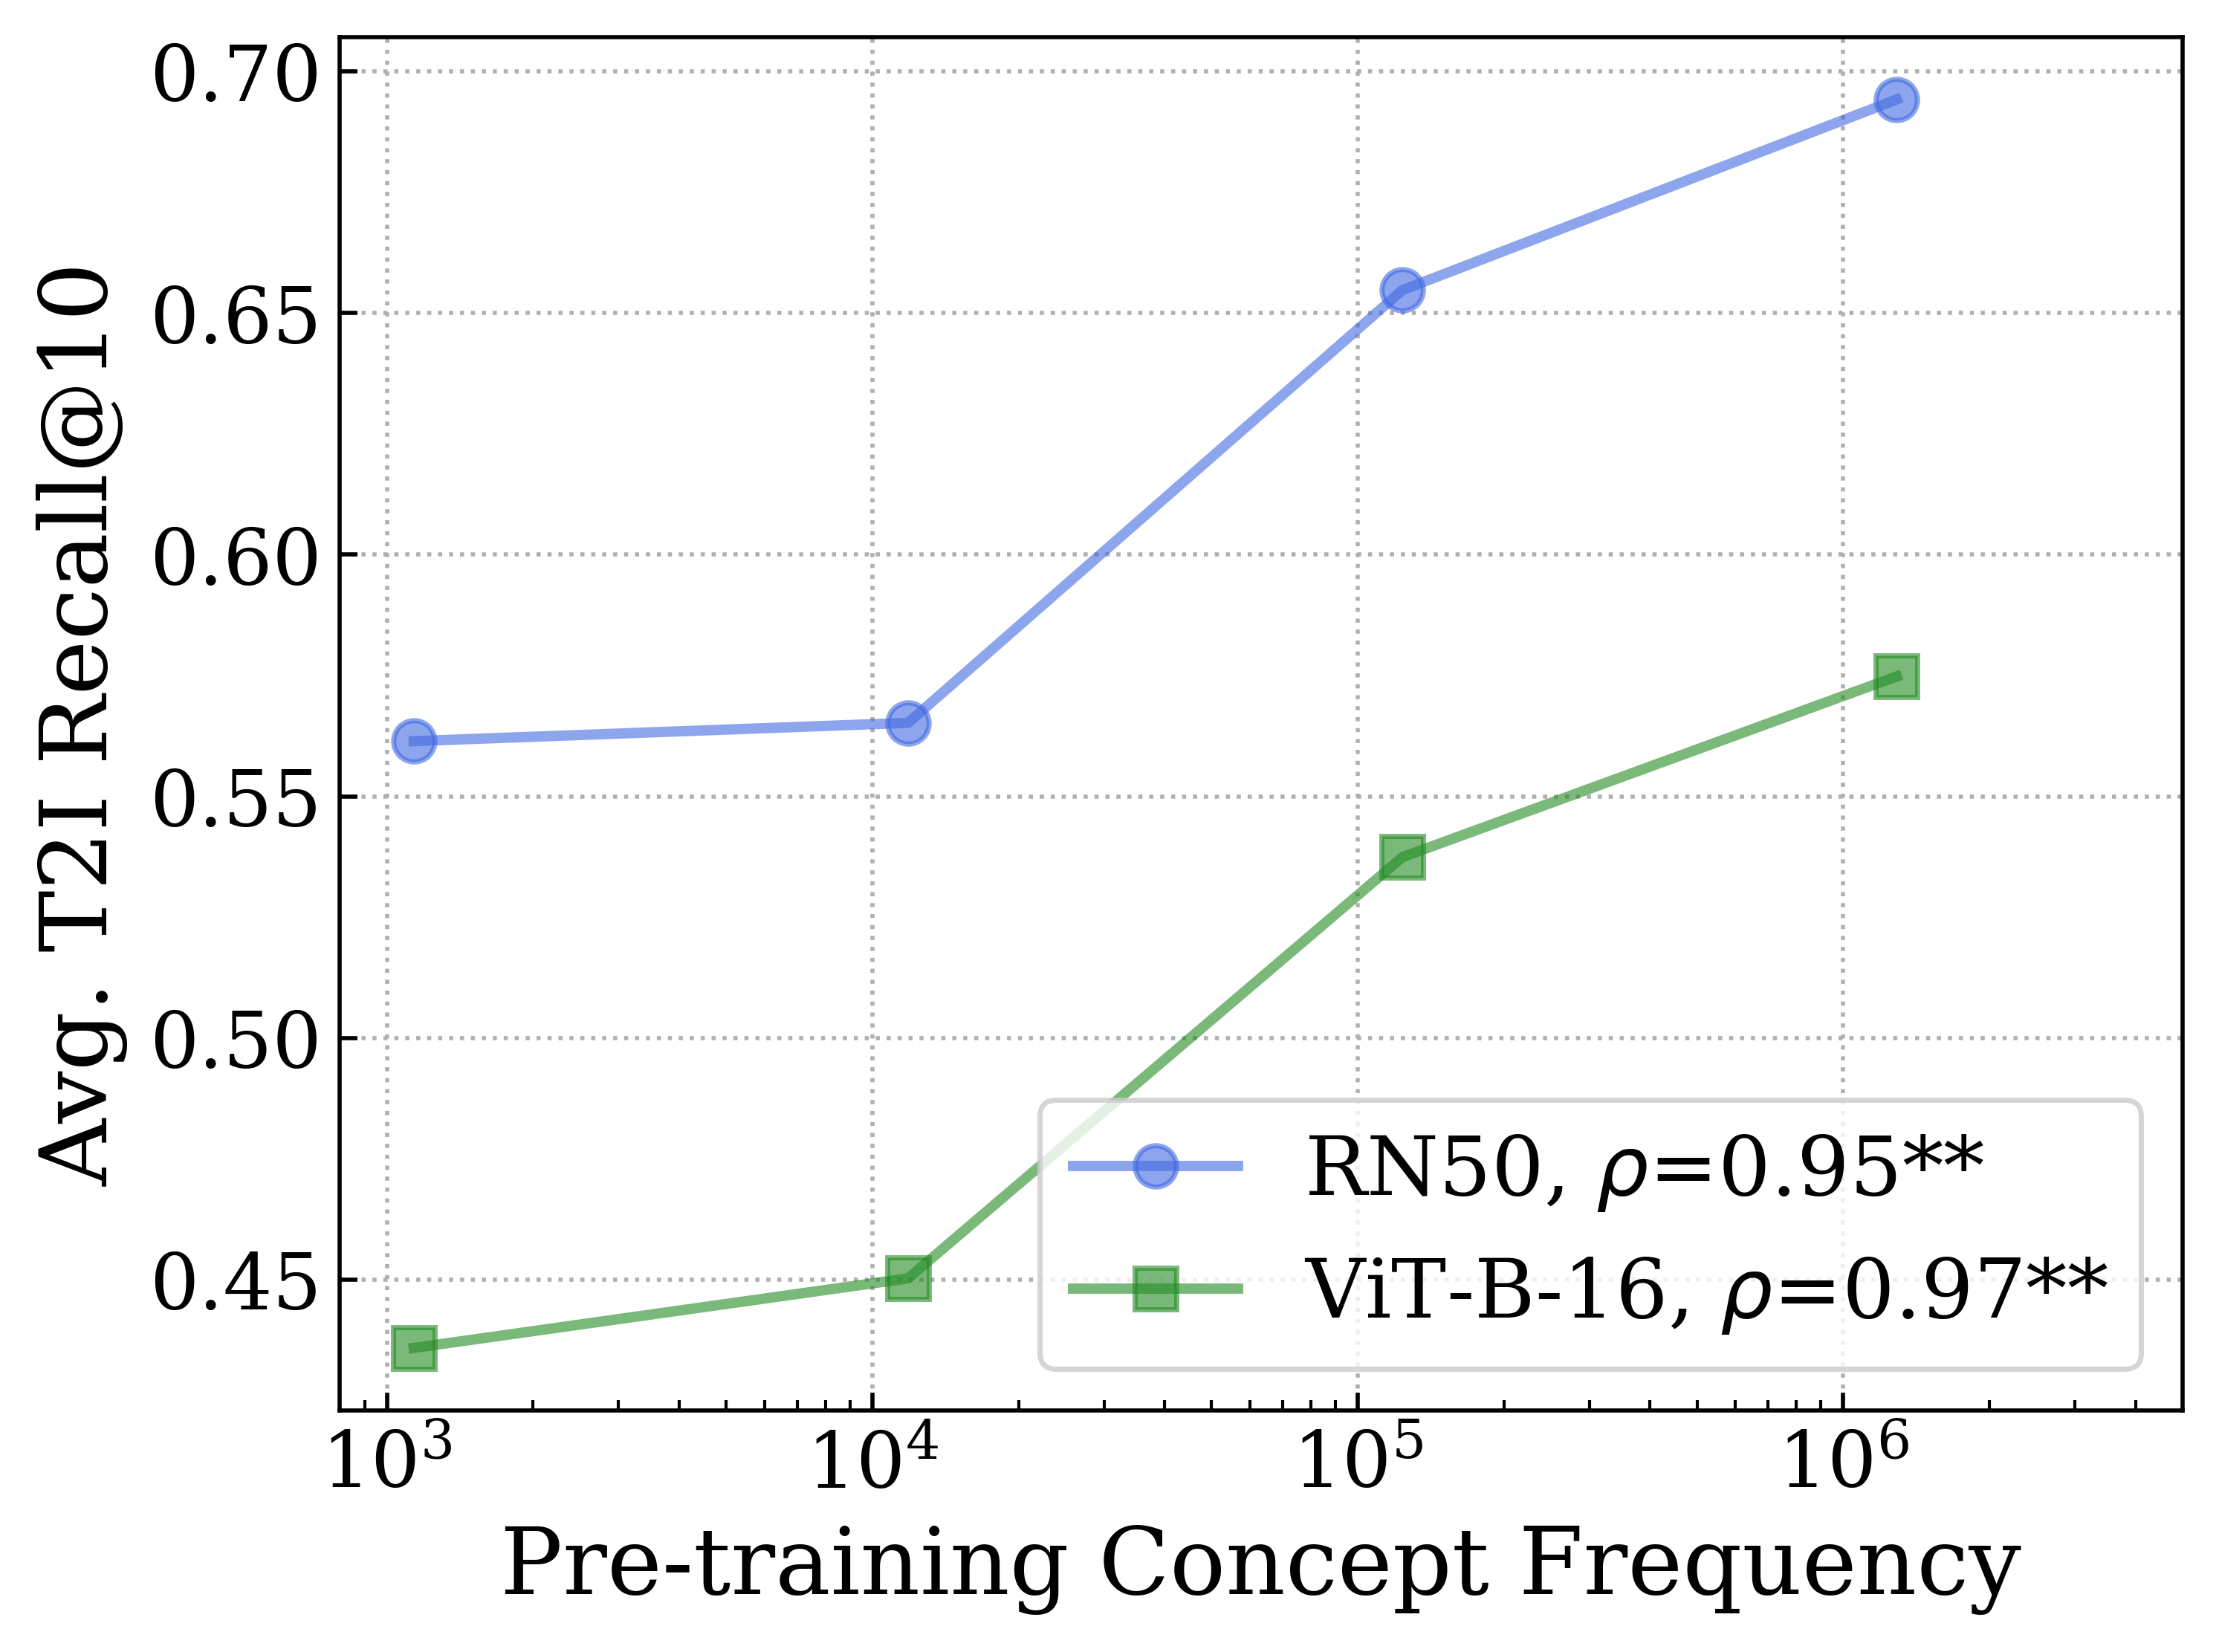 Avg. T2I Recall@10
0.70
0.65
0.60
0.55
0.50
0.45
RN50, ρ=0.95**
ViT-B-16, ρ=0.97**
10³
10⁴
10⁵
10⁶
Pre-training Concept Frequency